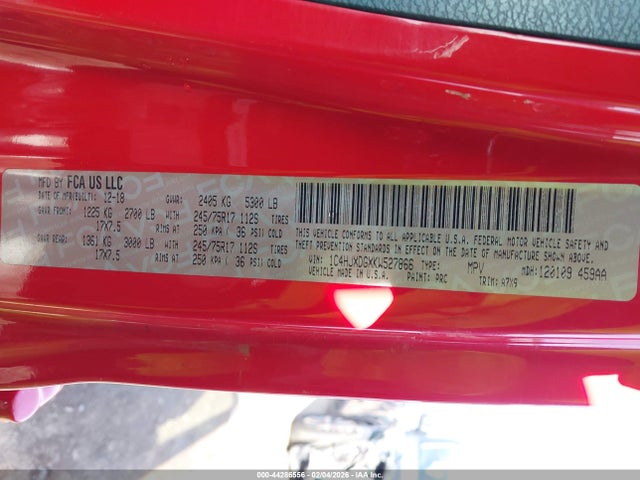 MFD BY FCA US LLC
DATE OF MFR(BUILT): 12-18 GVWR: 2405 KG 5300 LB
GAWR FRONT: 1225 KG 2700 LB WITH 245/75R17 112S TIRES
17X7.5 RIMS AT 250 KPA ( 36 PSI) COLD
GAWR REAR: 1361 KG 3000 LB WITH 245/75R17 112S TIRES
17X7.5 RIMS AT 250 KPA ( 36 PSI) COLD
THIS VEHICLE CONFORMS TO ALL APPLICABLE U.S.A. FEDERAL MOTOR VEHICLE SAFETY AND
THEFT PREVENTION STANDARDS IN EFFECT ON THE DATE OF MANUFACTURE SHOWN ABOVE.
VIN: TYPE: MPV MDH: 120109 459AA
VEHICLE MADE IN U.S.A. PAINT: PRC TRIM: A7X9
000-44286556 - 02/04/2026 - IAA